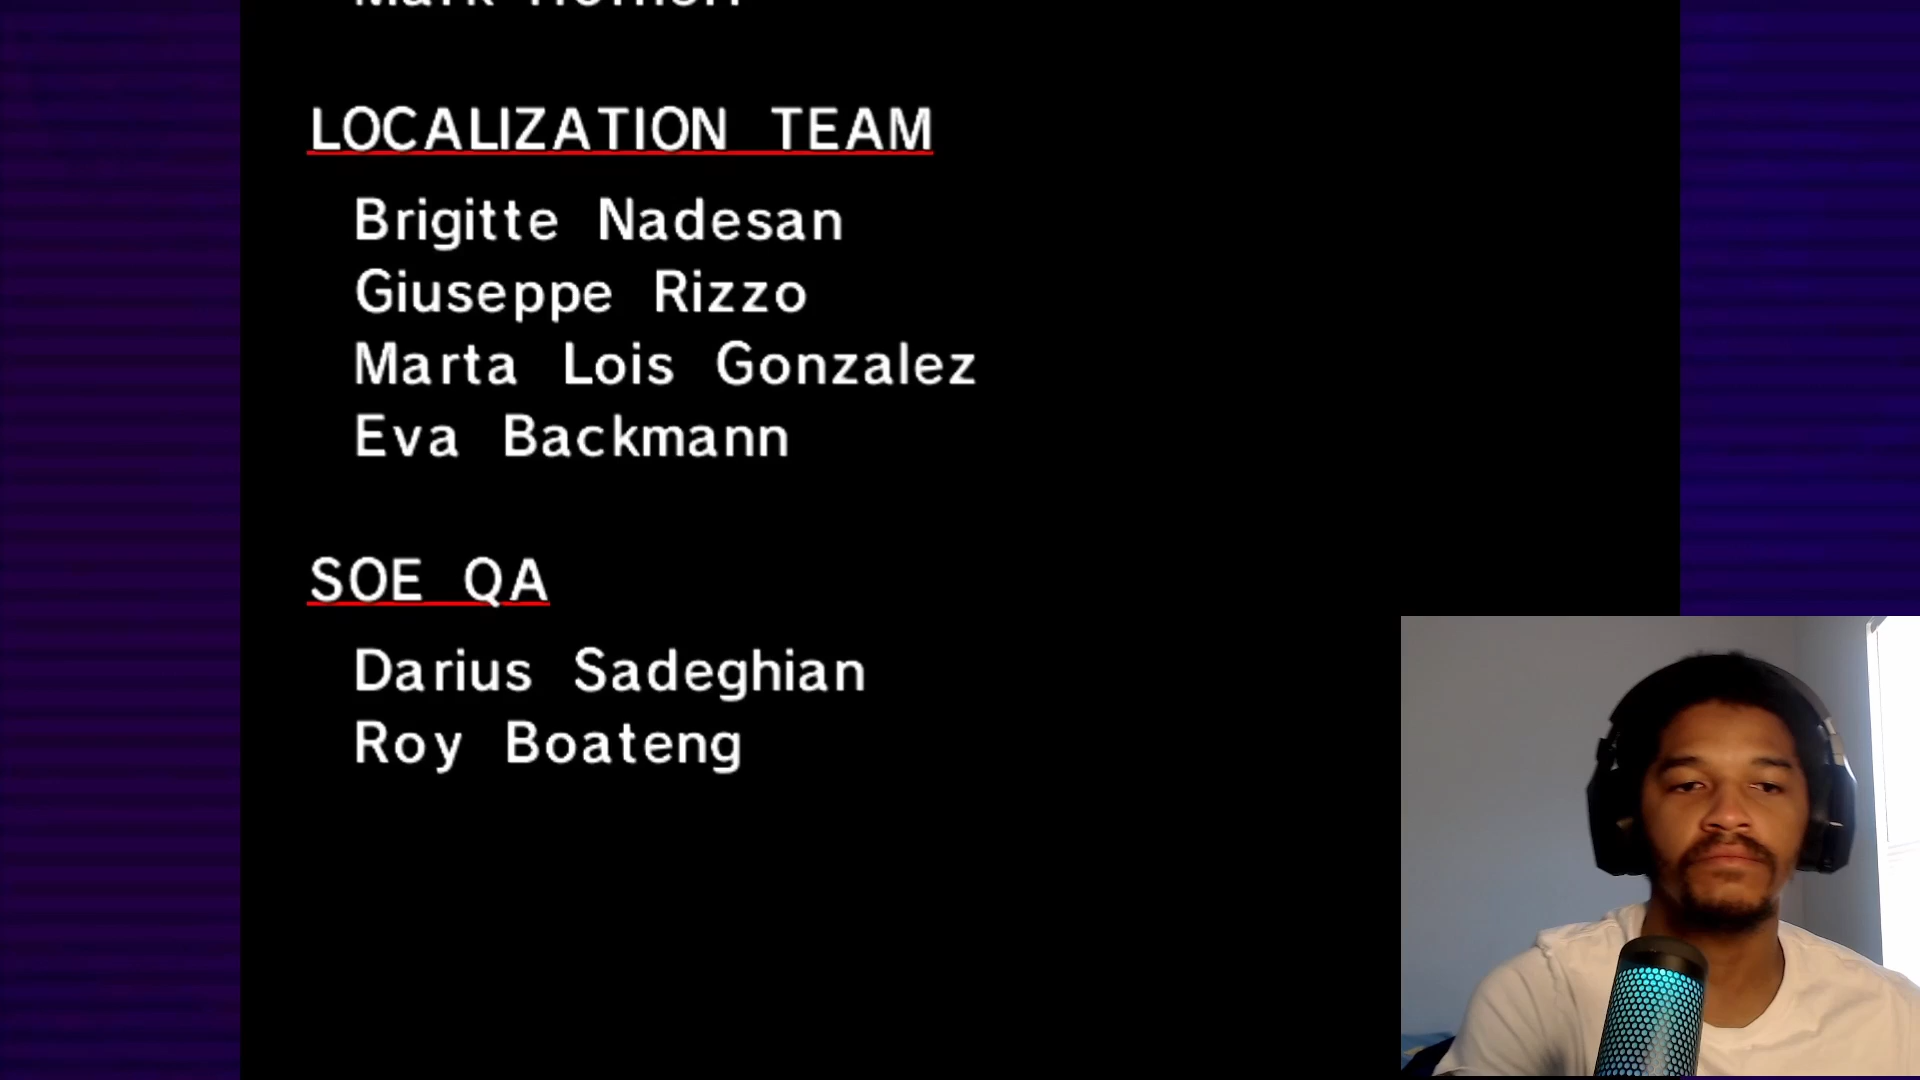 LOCALIZATION TEAM
Brigitte Nadesan
Giuseppe Rizzo
Marta Lois Gonzalez
Eva Backmann
SOE QA
Darius Sadeghian
Roy Boateng